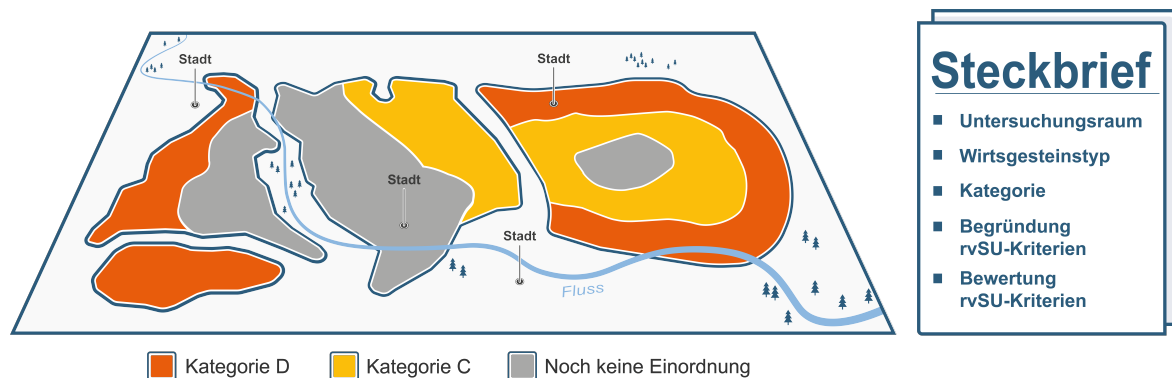 Stadt
Stadt
Stadt
Stadt
Fluss
Kategorie D
Kategorie C
Noch keine Einordnung
Steckbrief
Untersuchungsraum
Wirtsgesteinstyp
Kategorie
Begründung
rvSU-Kriterien
Bewertung
rvSU-Kriterien